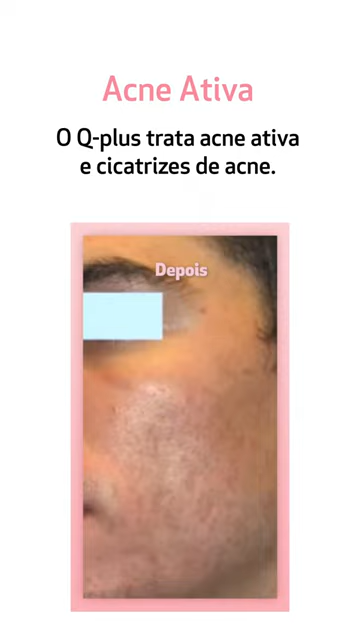 Acne Ativa
O Q-plus trata acne ativa
e cicatrizes de acne.
Depois